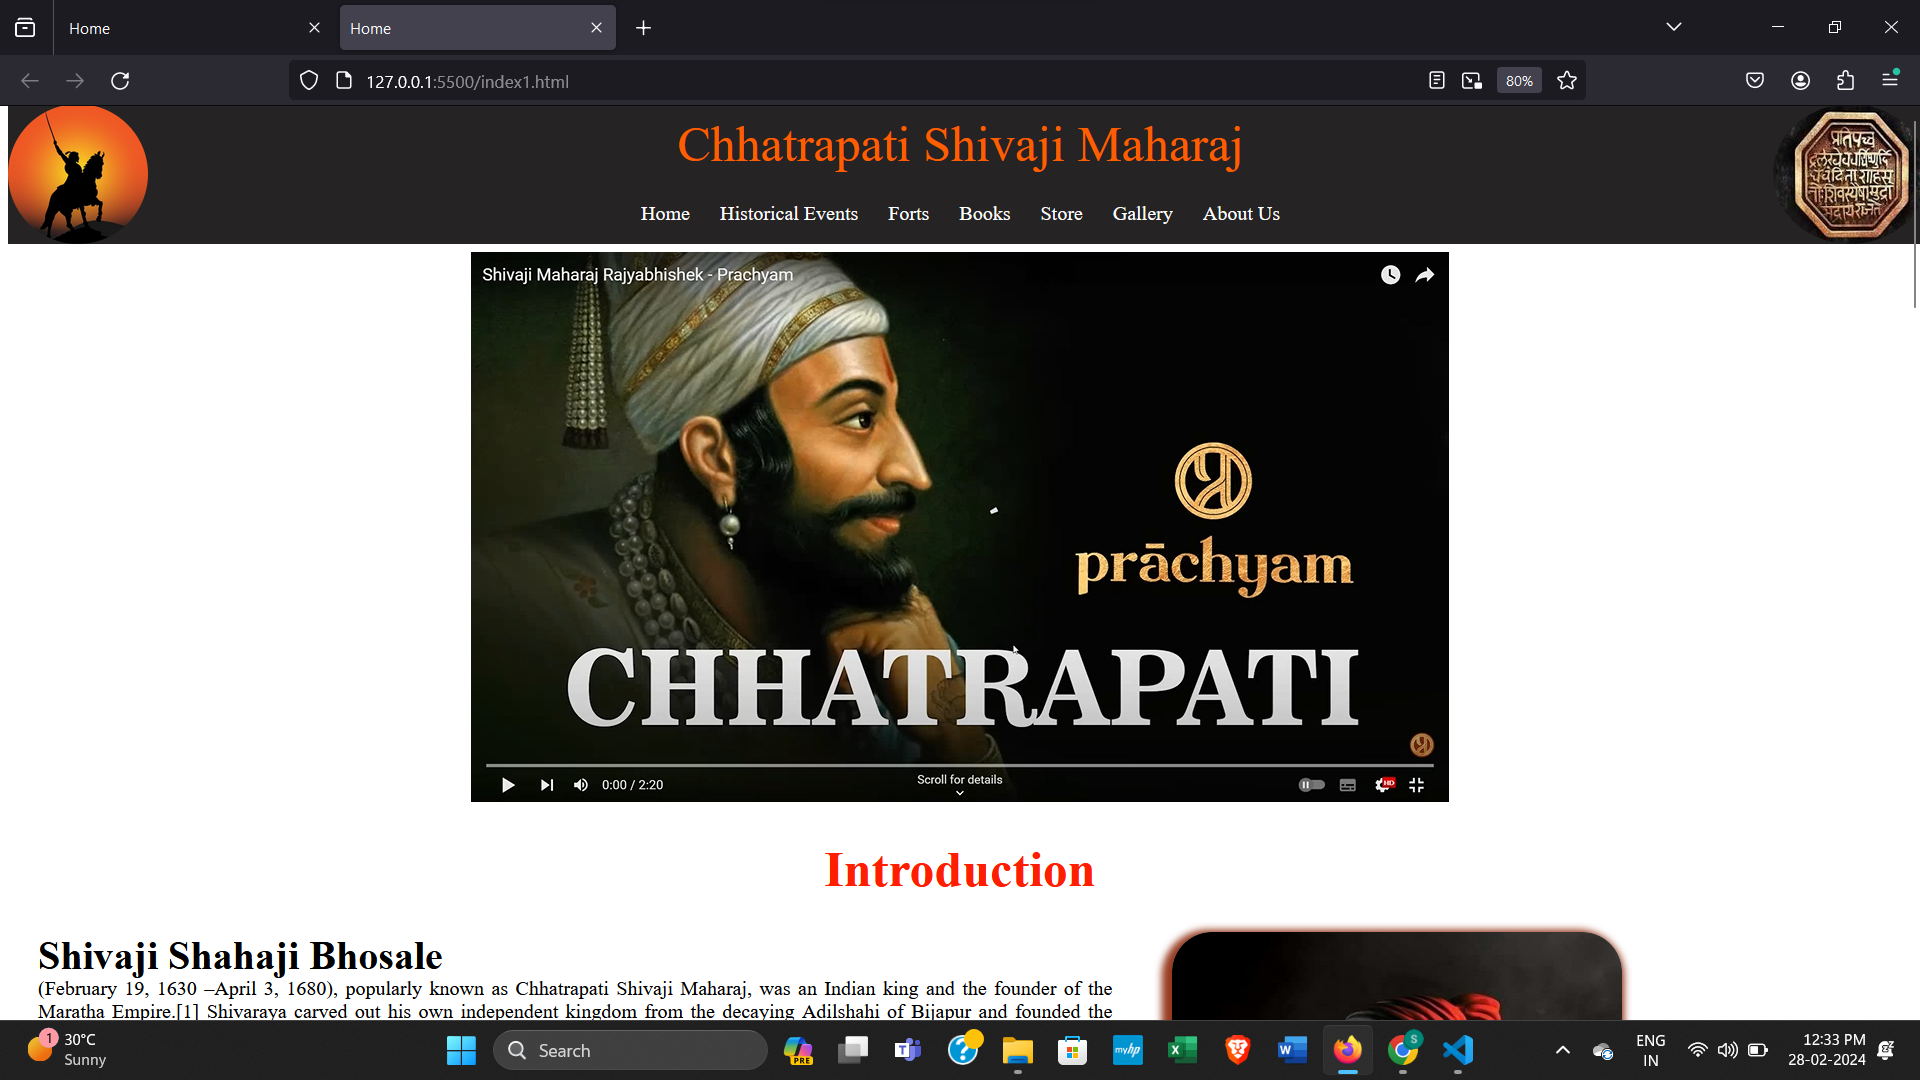 Home
Home
127.0.0.1:5500/index1.html
80%
Chhatrapati Shivaji Maharaj
Home Historical Events Forts Books Store Gallery About Us
Shivaji Maharaj Rajyabhishek - Prachyam
prāchyam
CHHATRAPATI
0:00 / 2:20
Scroll for details
HD
Introduction
Shivaji Shahaji Bhosale
(February 19, 1630 –April 3, 1680), popularly known as Chhatrapati Shivaji Maharaj, was an Indian king and the founder of the
Maratha Empire.[1] Shivaraya carved out his own independent kingdom from the decaying Adilshahi of Bijapur and founded the
1
30°C
Sunny
Search
PRE
myhp
S
ENG
IN
12:33 PM
28-02-2024